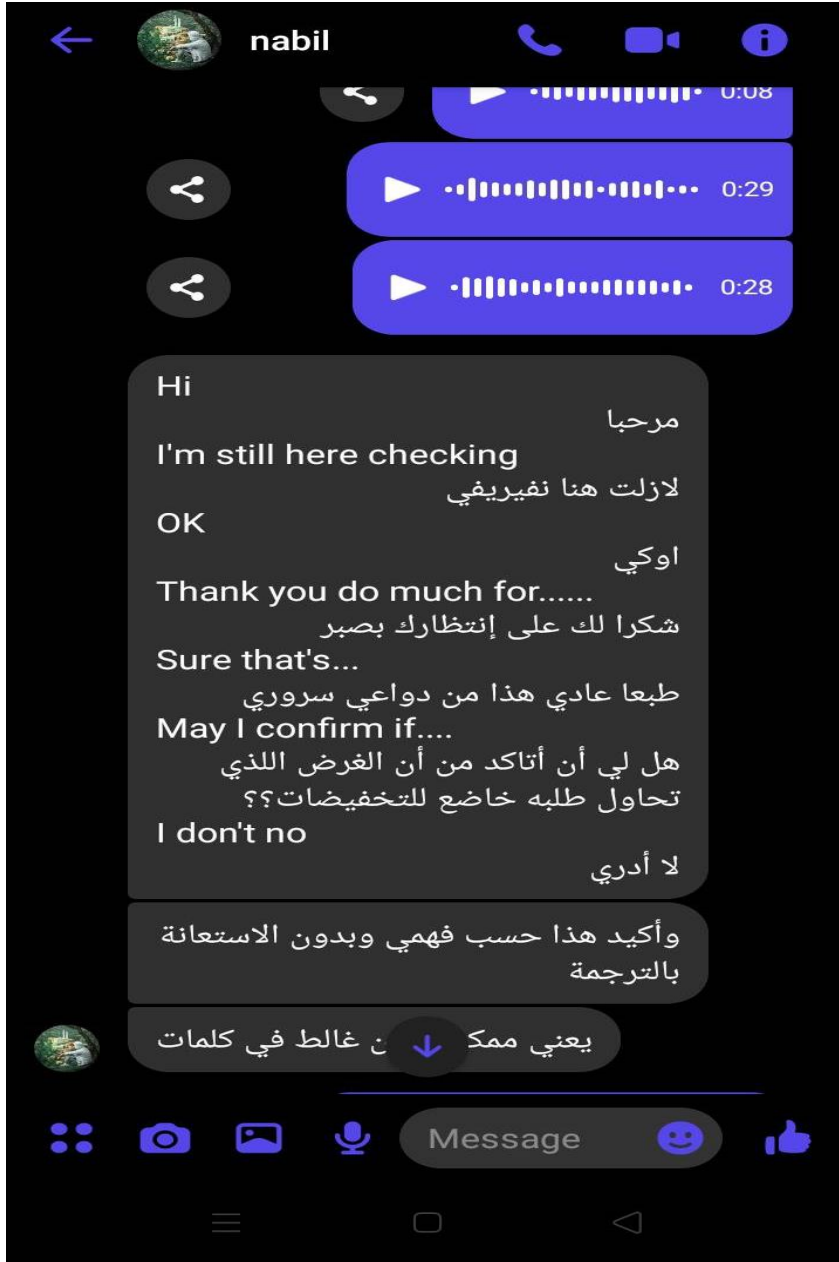 nabil
0:08
0:29
0:28
Hi
مرحبا
I'm still here checking
لازلت هنا نفيريفي
OK
اوكي
Thank you do much for......
شكرا لك على إنتظارك بصبر
Sure that's...
طبعا عادي هذا من دواعي سروري
May I confirm if....
هل لي أن أتاكد من أن الغرض اللذي
تحاول طلبه خاضع للتخفيضات؟؟
I don't no
لا أدري
وأكيد هذا حسب فهمي وبدون الاستعانة
بالترجمة
يعني غالط في كلمات
Message